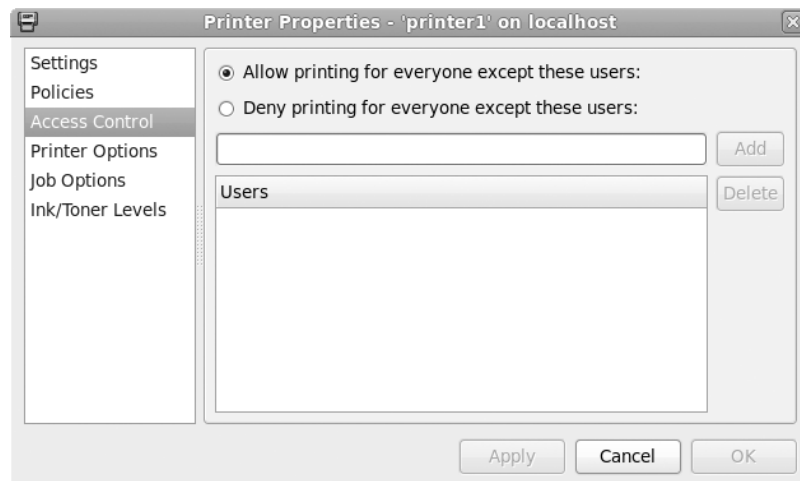 Printer Properties - 'printer1' on localhost
Settings
Policies
Access Control
Printer Options
Job Options
Ink/Toner Levels
Allow printing for everyone except these users:
Deny printing for everyone except these users:
Add
Users
Delete
Apply
Cancel
OK